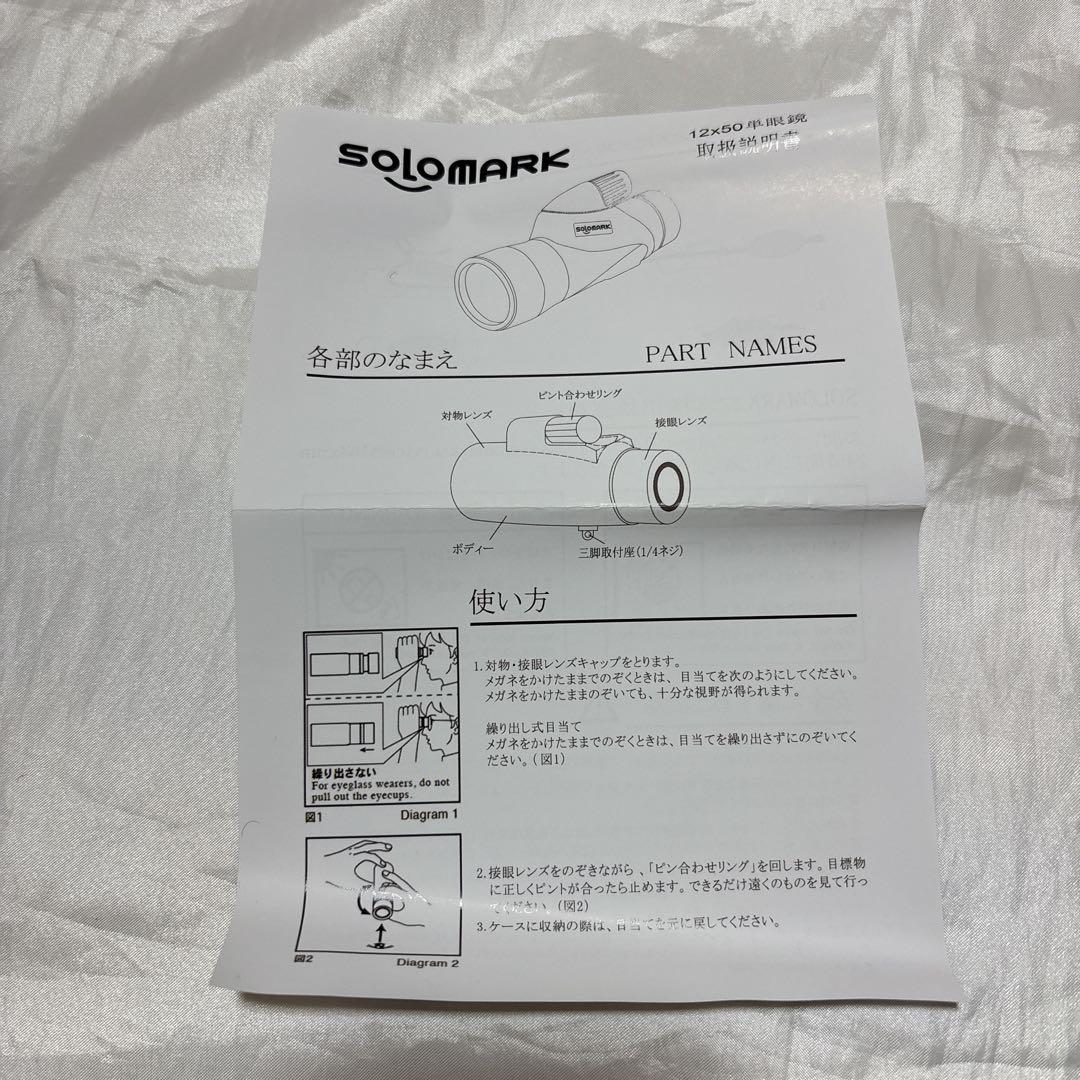 SOLOMARK
12x50単眼鏡
取扱説明書
SOLOMARK
各部のなまえ PART NAMES
ピント合わせリング
対物レンズ
接眼レンズ
ボディー
三脚取付座(1/4ネジ)
使い方
1.対物・接眼レンズキャップをとります。
メガネをかけたままでのぞくときは、目当てを次のようにしてください。
メガネをかけたままのぞいても、十分な視野が得られます。
繰り出し式目当て
メガネをかけたままでのぞくときは、目当てを繰り出さずにのぞいてく
ださい。(図1)
繰り出さない
For eyeglass wearers, do not
pull out the eyecups.
図1 Diagram 1
2.接眼レンズをのぞきながら、「ピン合わせリング」を回します。目標物
に正しくピントが合ったら止めます。できるだけ遠くのものを見て行っ
てください。(図2)
3.ケースに収納の際は、目当てを元に戻してください。
図2 Diagram 2